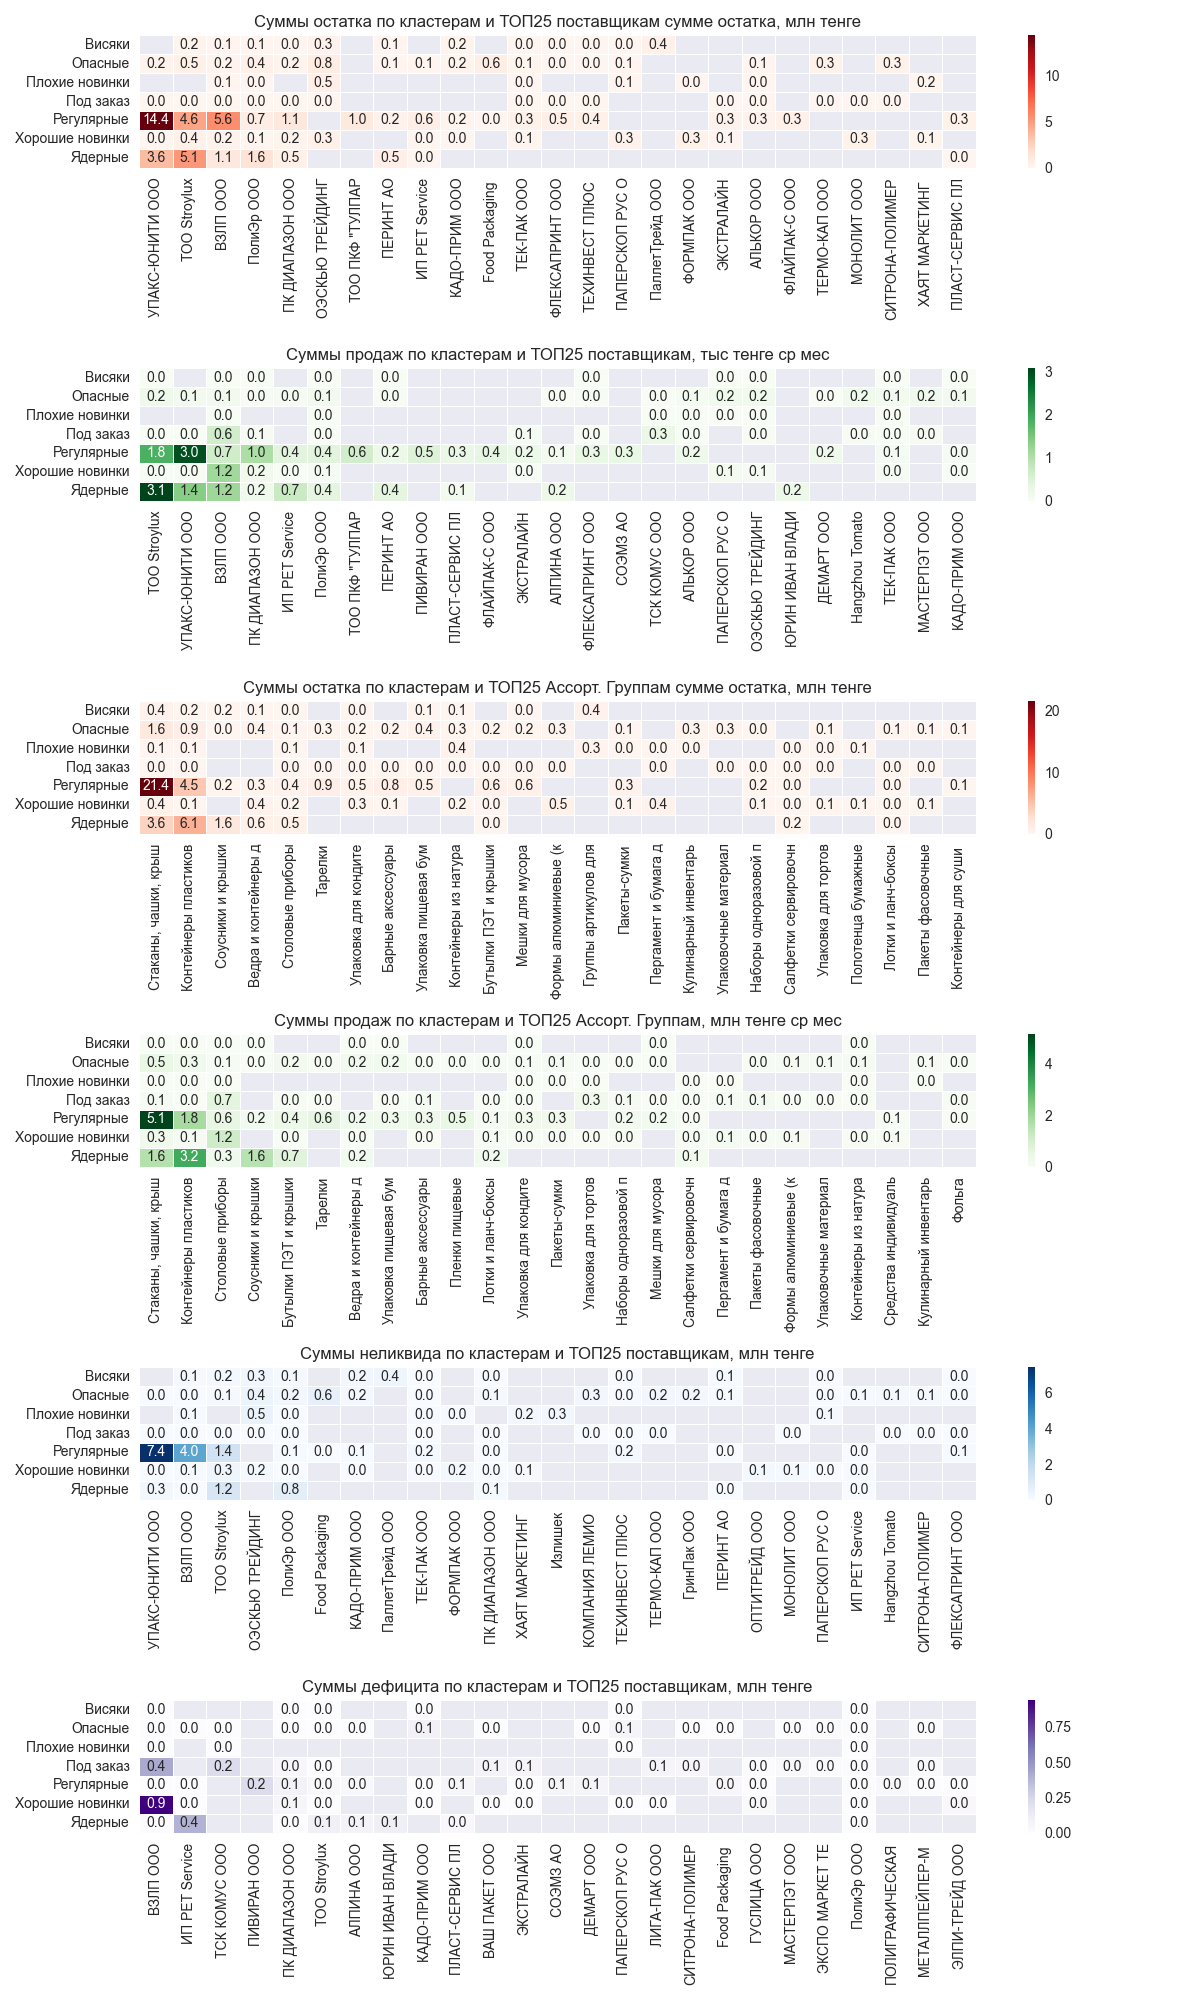 Суммы остатка по кластерам и ТОП25 поставщикам сумме остатка, млн тенге
Висяки 0.2 0.1 0.1 0.0 0.3 0.1 0.2 0.0 0.0 0.0 0.0 0.4
Опасные 0.2 0.5 0.2 0.4 0.2 0.8 0.1 0.1 0.2 0.6 0.1 0.0 0.0 0.1 0.1 0.3 0.3
Плохие новинки 0.1 0.0 0.5 0.0 0.1 0.0 0.0 0.2
Под заказ 0.0 0.0 0.0 0.0 0.0 0.0 0.0 0.0 0.0 0.0 0.0 0.0 0.0 0.0
Регулярные 14.4 4.6 5.6 0.7 1.1 1.0 0.2 0.6 0.2 0.0 0.3 0.5 0.4 0.3 0.3 0.3 0.3
Хорошие новинки 0.0 0.4 0.2 0.1 0.2 0.3 0.0 0.0 0.1 0.3 0.3 0.1 0.3 0.1
Ядерные 3.6 5.1 1.1 1.6 0.5 0.5 0.0 0.0
10
5
0
УПАКС-ЮНИТИ ООО
ТОО Stroylux
ВЗЛП ООО
ПолиЭр ООО
ПК ДИАПАЗОН ООО
ОЭСКЬЮ ТРЕЙДИНГ
ТОО ПКФ "ТУЛПАР
ПЕРИНТ АО
ИП PET Service
КАДО-ПРИМ ООО
Food Packaging
ТЕК-ПАК ООО
ФЛЕКСАПРИНТ ООО
ТЕХИНВЕСТ ПЛЮС
ПАПЕРСКОП РУС О
ПаллетТрейд ООО
ФОРМПАК ООО
ЭКСТРАЛАЙН
АЛЬКОР ООО
ФЛАЙПАК-С ООО
ТЕРМО-КАП ООО
МОНОЛИТ ООО
СИТРОНА-ПОЛИМЕР
ХАЯТ МАРКЕТИНГ
ПЛАСТ-СЕРВИС ПЛ
Суммы продаж по кластерам и ТОП25 поставщикам, тыс тенге ср мес
Висяки 0.0 0.0 0.0 0.0 0.0 0.0 0.0 0.0 0.0 0.0
Опасные 0.2 0.1 0.1 0.0 0.0 0.1 0.0 0.0 0.0 0.0 0.1 0.2 0.2 0.0 0.2 0.1 0.2 0.1
Плохие новинки 0.0 0.0 0.0 0.0 0.0 0.0 0.0
Под заказ 0.0 0.0 0.6 0.1 0.0 0.1 0.0 0.3 0.0 0.0 0.0 0.0 0.0
Регулярные 1.8 3.0 0.7 1.0 0.4 0.4 0.6 0.2 0.5 0.3 0.4 0.2 0.1 0.3 0.3 0.2 0.2 0.1 0.0
Хорошие новинки 0.0 0.0 1.2 0.2 0.0 0.1 0.0 0.1 0.1 0.0 0.0
Ядерные 3.1 1.4 1.2 0.2 0.7 0.4 0.4 0.1 0.2 0.2
3
2
1
0
ТОО Stroylux
УПАКС-ЮНИТИ ООО
ВЗЛП ООО
ПК ДИАПАЗОН ООО
ИП PET Service
ПолиЭр ООО
ТОО ПКФ "ТУЛПАР
ПЕРИНТ АО
ПИВИРАН ООО
ПЛАСТ-СЕРВИС ПЛ
ФЛАЙПАК-С ООО
ЭКСТРАЛАЙН
АЛПИНА ООО
ФЛЕКСАПРИНТ ООО
СОЭМЗ АО
ТСК КОМУС ООО
АЛЬКОР ООО
ПАПЕРСКОП РУС О
ОЭСКЬЮ ТРЕЙДИНГ
ЮРИН ИВАН ВЛАДИ
ДЕМАРТ ООО
Hangzhou Tomato
ТЕК-ПАК ООО
МАСТЕРПЭТ ООО
КАДО-ПРИМ ООО
Суммы остатка по кластерам и ТОП25 Ассорт. Группам сумме остатка, млн тенге
Висяки 0.4 0.2 0.2 0.1 0.0 0.0 0.1 0.1 0.0 0.4
Опасные 1.6 0.9 0.0 0.4 0.1 0.3 0.2 0.2 0.4 0.3 0.2 0.2 0.3 0.1 0.3 0.3 0.0 0.1 0.1 0.1 0.1
Плохие новинки 0.1 0.1 0.1 0.1 0.4 0.3 0.0 0.0 0.0 0.0 0.0 0.1
Под заказ 0.0 0.0 0.0 0.0 0.0 0.0 0.0 0.0 0.0 0.0 0.0 0.0 0.0 0.0 0.0 0.0 0.0 0.0
Регулярные 21.4 4.5 0.2 0.3 0.4 0.9 0.5 0.8 0.5 0.6 0.6 0.3 0.2 0.0 0.0 0.1
Хорошие новинки 0.4 0.1 0.4 0.2 0.3 0.1 0.2 0.0 0.5 0.1 0.4 0.1 0.0 0.1 0.1 0.0 0.1
Ядерные 3.6 6.1 1.6 0.6 0.5 0.0 0.2 0.0
20
10
0
Стаканы, чашки, крыш
Контейнеры пластиков
Соусники и крышки
Ведра и контейнеры д
Столовые приборы
Тарелки
Упаковка для кондите
Барные аксессуары
Упаковка пищевая бум
Контейнеры из натура
Бутылки ПЭТ и крышки
Мешки для мусора
Формы алюминиевые (к
Группы артикулов для
Пакеты-сумки
Пергамент и бумага д
Кулинарный инвентарь
Упаковочные материал
Наборы одноразовой п
Салфетки сервировочн
Упаковка для тортов
Полотенца бумажные
Лотки и ланч-боксы
Пакеты фасовочные
Контейнеры для суши
Суммы продаж по кластерам и ТОП25 Ассорт. Группам, млн тенге ср мес
Висяки 0.0 0.0 0.0 0.0 0.0 0.0 0.0 0.0 0.0
Опасные 0.5 0.3 0.1 0.0 0.2 0.0 0.2 0.2 0.0 0.0 0.0 0.1 0.1 0.0 0.0 0.0 0.0 0.1 0.1 0.1 0.1 0.0
Плохие новинки 0.0 0.0 0.0 0.0 0.0 0.0 0.0 0.0 0.0 0.0
Под заказ 0.1 0.0 0.7 0.0 0.0 0.0 0.1 0.0 0.0 0.3 0.1 0.0 0.0 0.1 0.1 0.0 0.0 0.0 0.0
Регулярные 5.1 1.8 0.6 0.2 0.4 0.6 0.2 0.3 0.3 0.5 0.1 0.3 0.3 0.2 0.2 0.0 0.1 0.0
Хорошие новинки 0.3 0.1 1.2 0.0 0.0 0.0 0.1 0.0 0.0 0.0 0.0 0.0 0.1 0.0 0.1 0.0 0.1
Ядерные 1.6 3.2 0.3 1.6 0.7 0.2 0.2 0.1
4
2
0
Стаканы, чашки, крыш
Контейнеры пластиков
Столовые приборы
Соусники и крышки
Бутылки ПЭТ и крышки
Тарелки
Ведра и контейнеры д
Упаковка пищевая бум
Барные аксессуары
Пленки пищевые
Лотки и ланч-боксы
Упаковка для кондите
Пакеты-сумки
Упаковка для тортов
Наборы одноразовой п
Мешки для мусора
Салфетки сервировочн
Пергамент и бумага д
Пакеты фасовочные
Формы алюминиевые (к
Упаковочные материал
Контейнеры из натура
Средства индивидуаль
Кулинарный инвентарь
Фольга
Суммы неликвида по кластерам и ТОП25 поставщикам, млн тенге
Висяки 0.1 0.2 0.3 0.1 0.2 0.4 0.0 0.0 0.0 0.1 0.0 0.0
Опасные 0.0 0.0 0.1 0.4 0.2 0.6 0.2 0.0 0.1 0.3 0.0 0.2 0.2 0.1 0.0 0.1 0.1 0.1 0.0
Плохие новинки 0.1 0.5 0.0 0.0 0.0 0.2 0.3 0.1
Под заказ 0.0 0.0 0.0 0.0 0.0 0.0 0.0 0.0 0.0 0.0 0.0 0.0 0.0 0.0
Регулярные 7.4 4.0 1.4 0.1 0.0 0.1 0.2 0.0 0.2 0.0 0.0 0.1
Хорошие новинки 0.0 0.1 0.3 0.2 0.0 0.0 0.0 0.2 0.0 0.1 0.1 0.1 0.0 0.0
Ядерные 0.3 0.0 1.2 0.8 0.1 0.0 0.0
6
4
2
0
УПАКС-ЮНИТИ ООО
ВЗЛП ООО
ТОО Stroylux
ОЭСКЬЮ ТРЕЙДИНГ
ПолиЭр ООО
Food Packaging
КАДО-ПРИМ ООО
ПаллетТрейд ООО
ТЕК-ПАК ООО
ФОРМПАК ООО
ПК ДИАПАЗОН ООО
ХАЯТ МАРКЕТИНГ
Излишек
КОМПАНИЯ ЛЕМИО
ТЕХИНВЕСТ ПЛЮС
ТЕРМО-КАП ООО
ГринПак ООО
ПЕРИНТ АО
ОПТИТРЕЙД ООО
МОНОЛИТ ООО
ПАПЕРСКОП РУС О
ИП PET Service
Hangzhou Tomato
СИТРОНА-ПОЛИМЕР
ФЛЕКСАПРИНТ ООО
Суммы дефицита по кластерам и ТОП25 поставщикам, млн тенге
Висяки 0.0 0.0 0.0 0.0 0.0 0.0
Опасные 0.0 0.0 0.0 0.0 0.0 0.0 0.1 0.0 0.0 0.1 0.0 0.0 0.0 0.0 0.0 0.0
Плохие новинки 0.0 0.0 0.0 0.0
Под заказ 0.4 0.2 0.0 0.0 0.1 0.1 0.1 0.0 0.0 0.0 0.0 0.0 0.0
Регулярные 0.0 0.0 0.2 0.1 0.0 0.0 0.0 0.1 0.0 0.1 0.1 0.0 0.0 0.0 0.0 0.0 0.0
Хорошие новинки 0.9 0.0 0.1 0.0 0.0 0.0 0.0 0.0 0.0 0.0 0.0 0.0
Ядерные 0.0 0.4 0.0 0.1 0.1 0.1 0.0 0.0
0.75
0.50
0.25
0.00
ВЗЛП ООО
ИП PET Service
ТСК КОМУС ООО
ПИВИРАН ООО
ПК ДИАПАЗОН ООО
ТОО Stroylux
АЛПИНА ООО
ЮРИН ИВАН ВЛАДИ
КАДО-ПРИМ ООО
ПЛАСТ-СЕРВИС ПЛ
ВАШ ПАКЕТ ООО
ЭКСТРАЛАЙН
СОЭМЗ АО
ДЕМАРТ ООО
ПАПЕРСКОП РУС О
ЛИГА-ПАК ООО
СИТРОНА-ПОЛИМЕР
Food Packaging
ГУСЛИЦА ООО
МАСТЕРПЭТ ООО
ЭКСПО МАРКЕТ ТЕ
ПолиЭр ООО
ПОЛИГРАФИЧЕСКАЯ
МЕТАЛЛПЕЙПЕР-М
ЭЛПИ-ТРЕЙД ООО